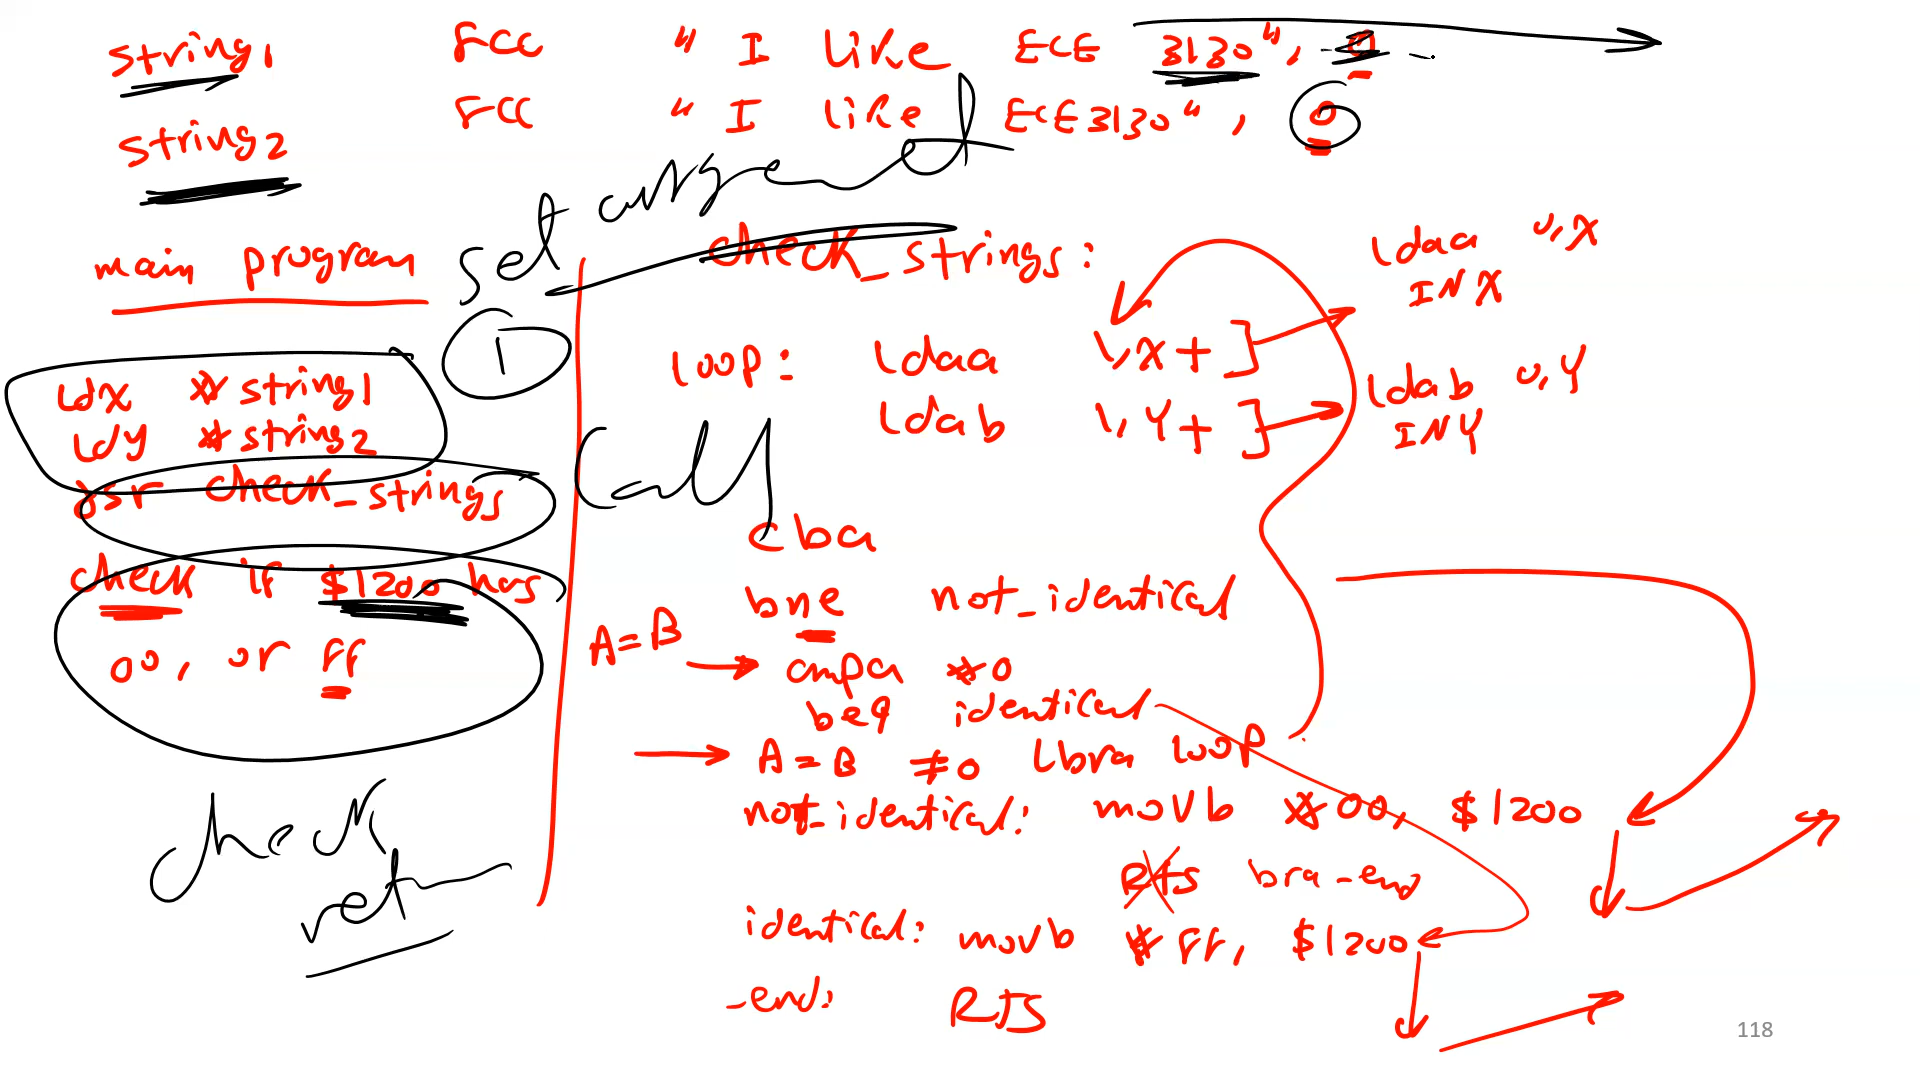 string1 FCC "I like ECE 3130", 0
string2 FCC "I like ECE3130", 0
set argument
main program
check_strings:
ldaa 0,X
INX
1
loop: ldaa 1,X+
ldab 1,Y+
ldab 0,Y
INY
ldx #string1
ldy #string2
jsr check_strings
call
cba
check if $1200 has
00, or FF
bne not_identical
A=B
cmpa #0
beq identical
A=B ≠0 lbra loop
not_identical: movb #00, $1200
RTS bra _end
identical: movb #FF, $1200
_end: RTS
check
ret
118